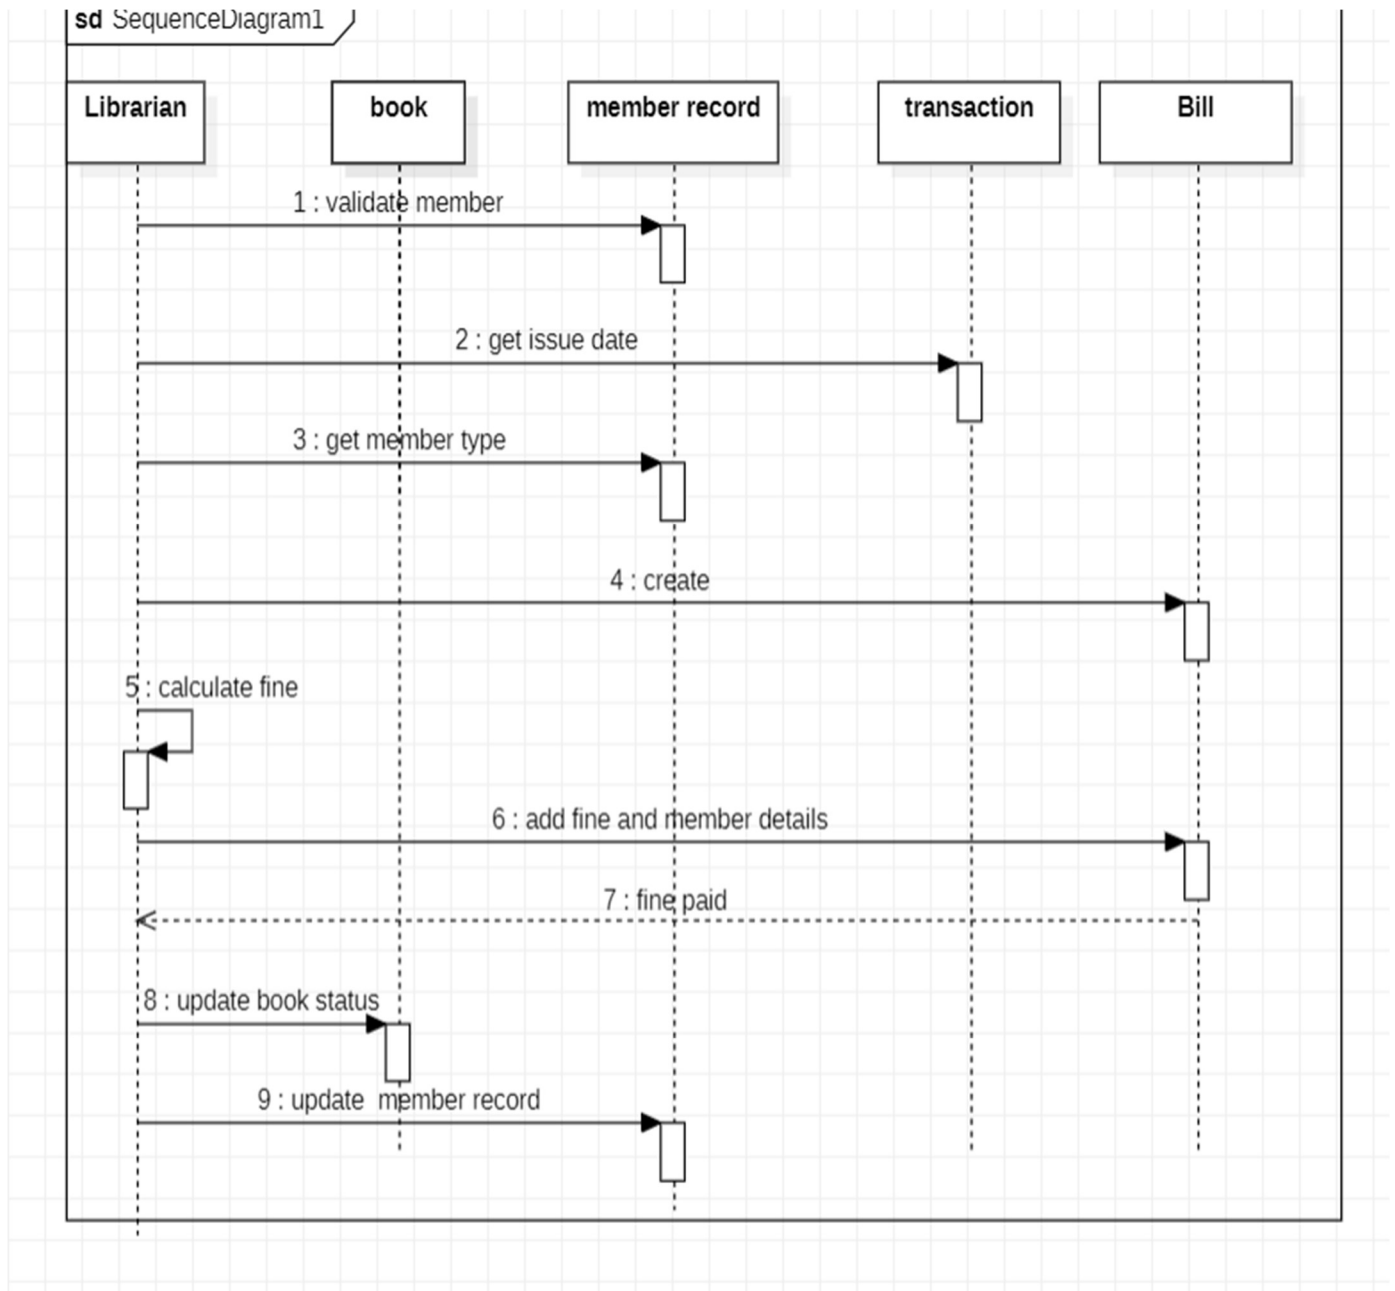 sd SequenceDiagram1
Librarian
book
member record
transaction
Bill
1 : validate member
2 : get issue date
3 : get member type
4 : create
5 : calculate fine
6 : add fine and member details
7 : fine paid
8 : update book status
9 : update  member record